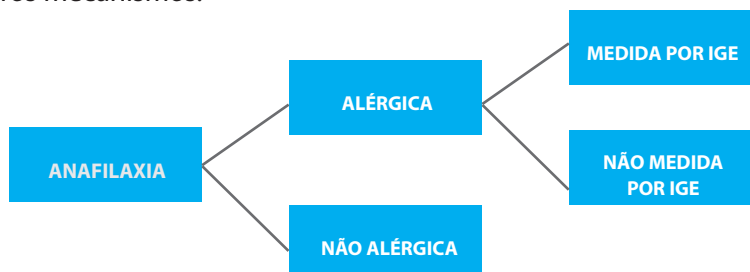 MEDIDA POR IGE
ALÉRGICA
ANAFILAXIA
NÃO MEDIDA
POR IGE
NÃO ALÉRGICA